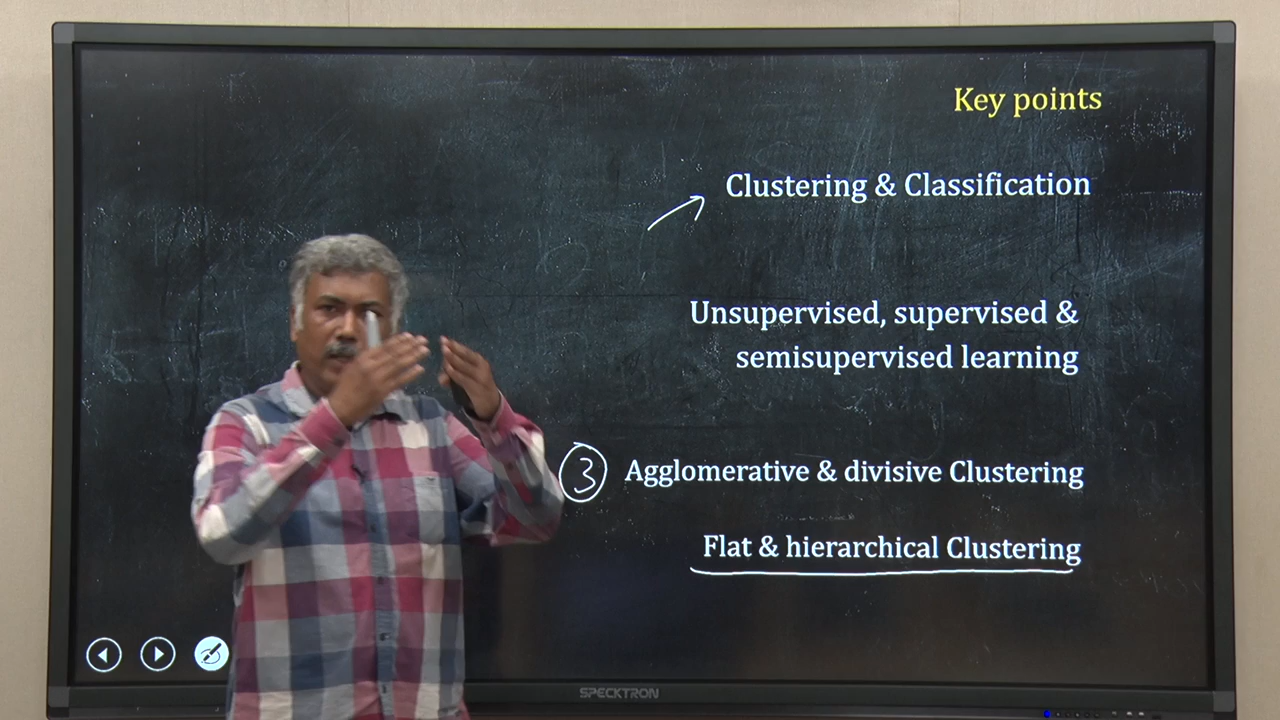 Key points
Clustering & Classification
Unsupervised, supervised &
semisupervised learning
3 Agglomerative & divisive Clustering
Flat & hierarchical Clustering
SPECKTRON